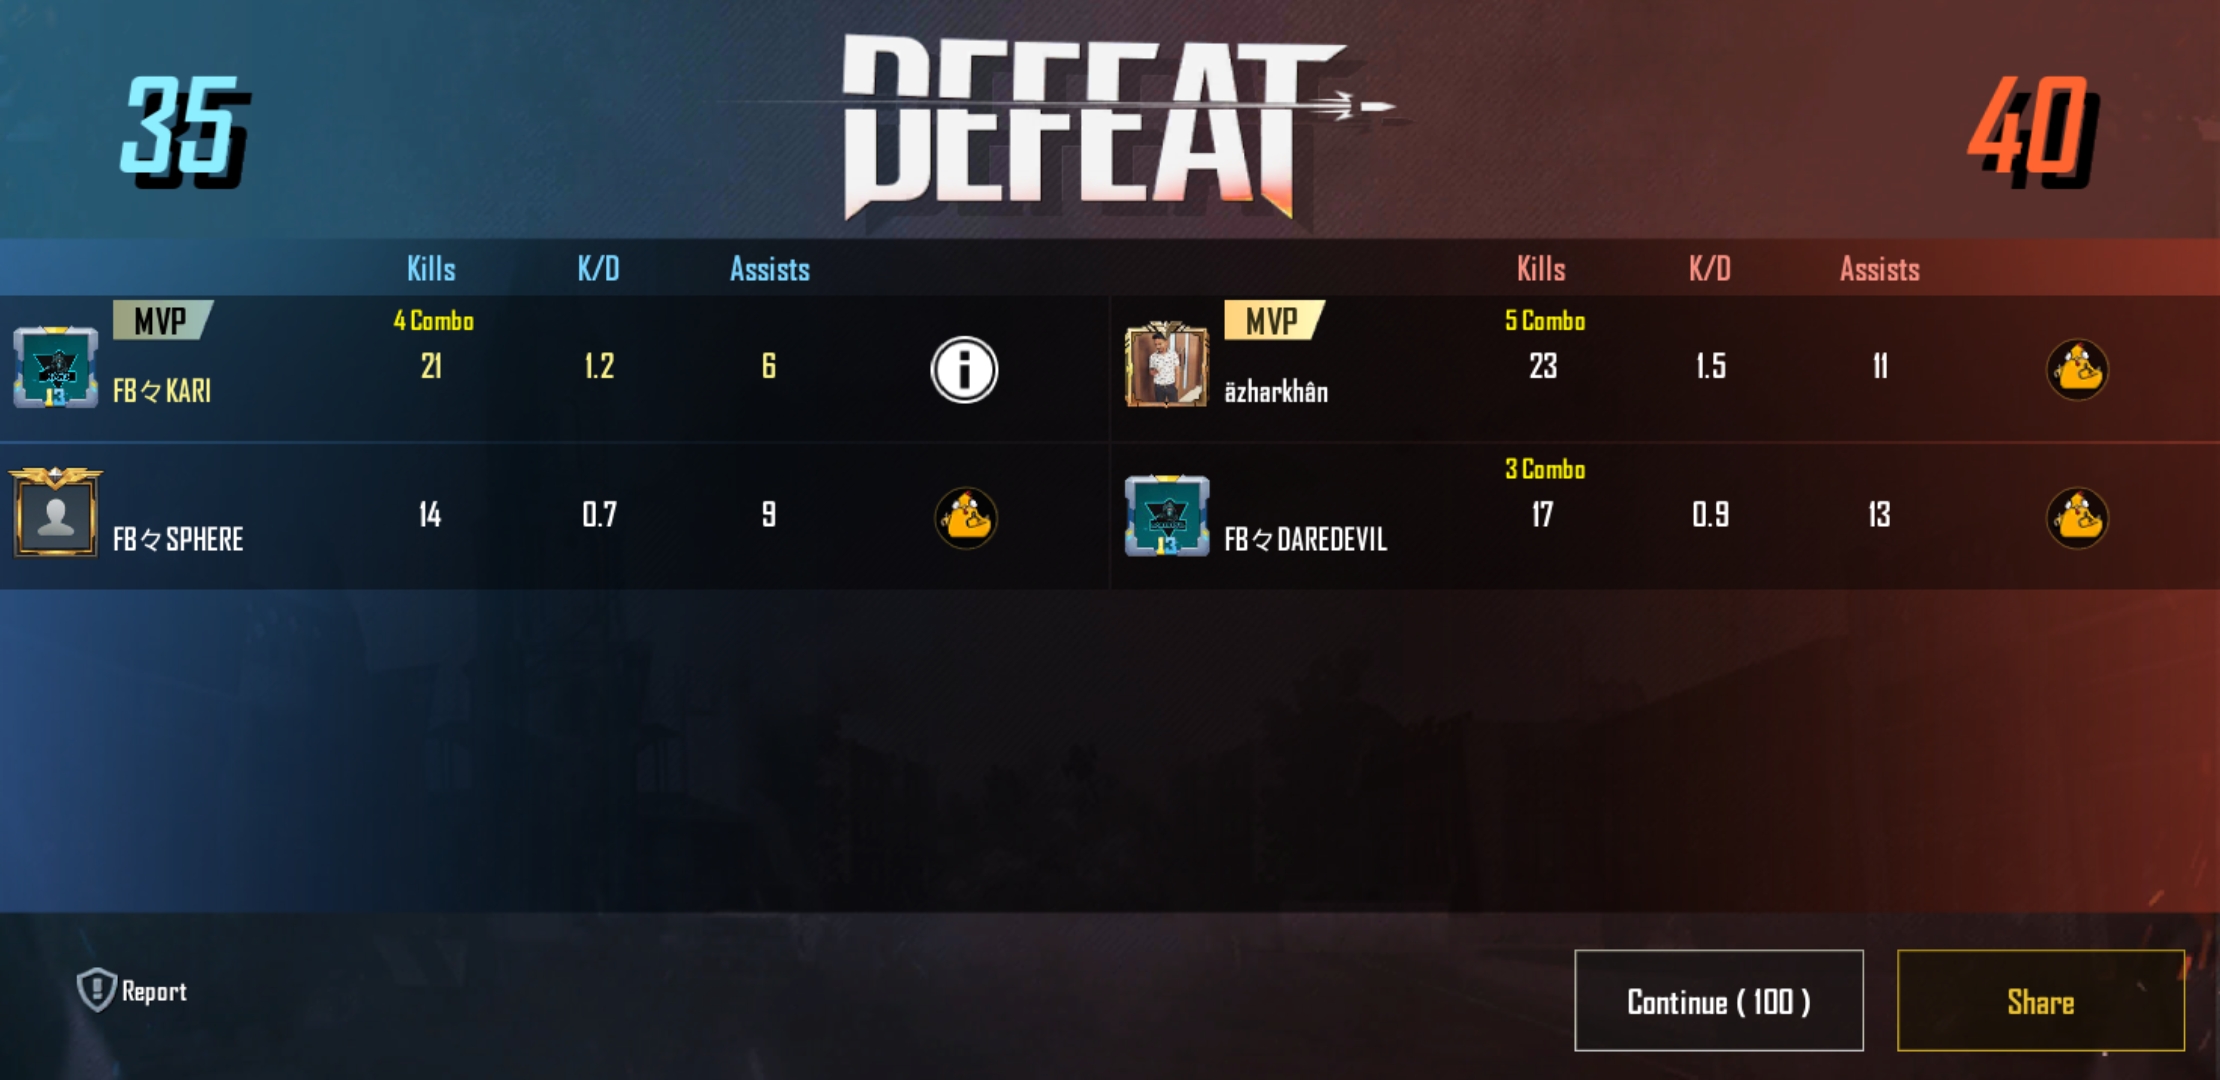 35
DEFEAT
40
Kills K/D Assists
Kills K/D Assists
MVP
4 Combo
FB々KARI 21 1.2 6
MVP
5 Combo
äzharkhân 23 1.5 11
FB々SPHERE 14 0.7 9
3 Combo
FB々DAREDEVIL 17 0.9 13
Report
Continue ( 100 )
Share